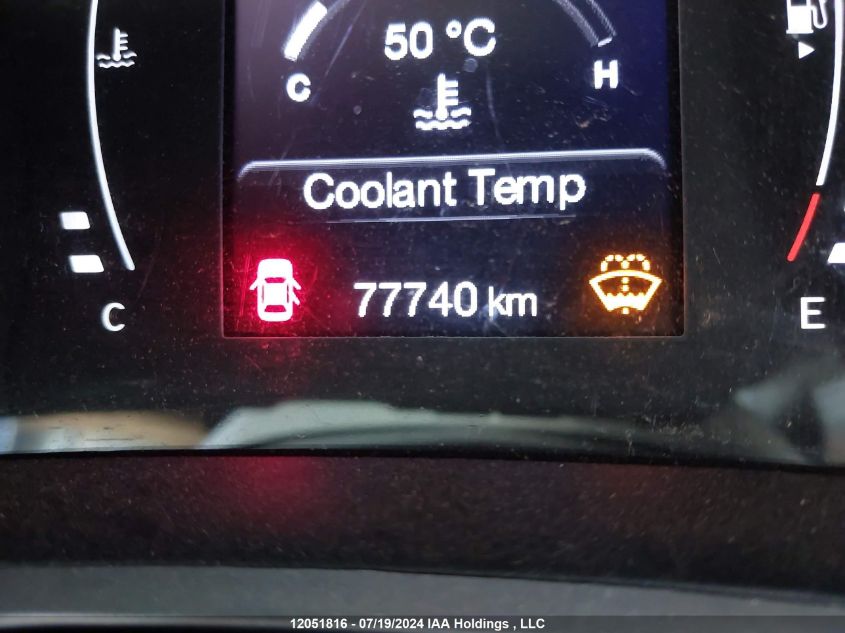 50 °C
C H
Coolant Temp
77740 km
C E
12051816 - 07/19/2024 IAA Holdings , LLC